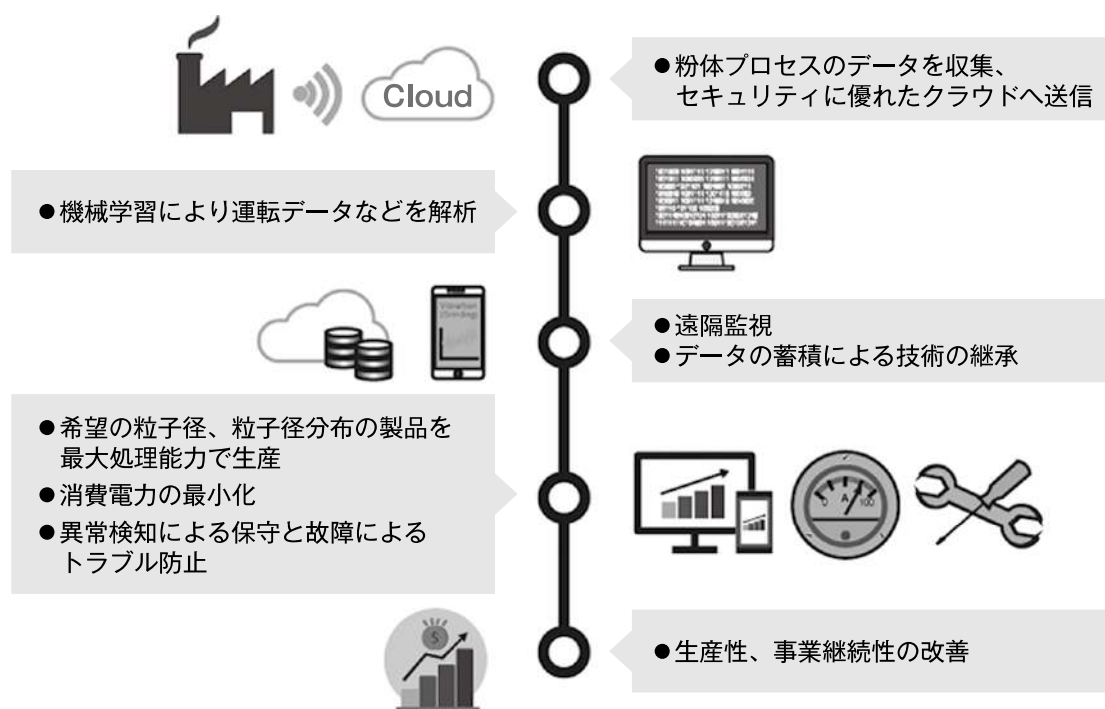 Cloud
●粉体プロセスのデータを収集、
セキュリティに優れたクラウドへ送信
●機械学習により運転データなどを解析
Vibration
(Grinding)
●遠隔監視
●データの蓄積による技術の継承
●希望の粒子径、粒子径分布の製品を
最大処理能力で生産
●消費電力の最小化
●異常検知による保守と故障による
トラブル防止
0 A 100
$
●生産性、事業継続性の改善